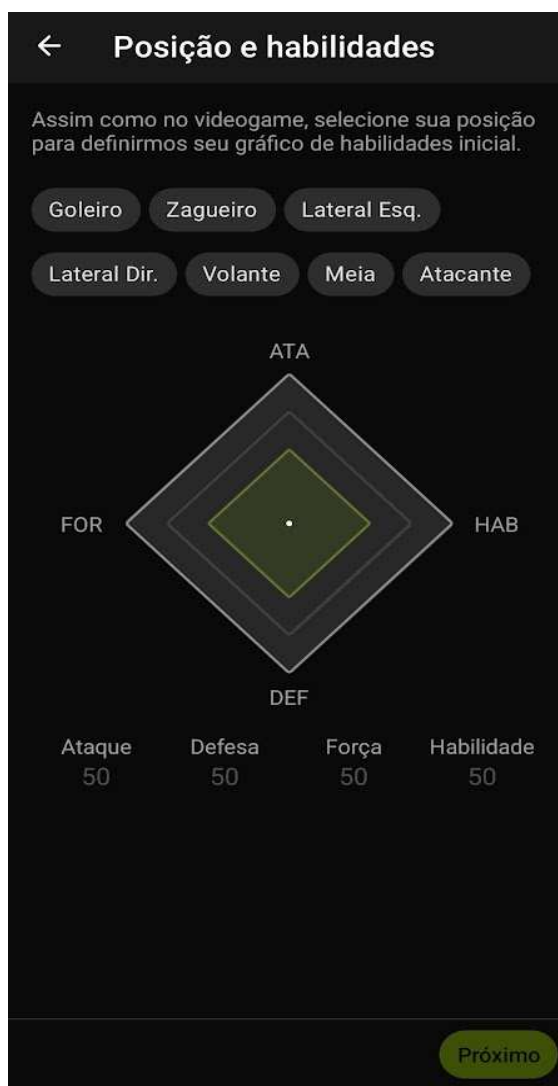 Posição e habilidades
Assim como no videogame, selecione sua posição
para definirmos seu gráfico de habilidades inicial.
Goleiro Zagueiro Lateral Esq.
Lateral Dir. Volante Meia Atacante
ATA
FOR HAB
DEF
Ataque Defesa Força Habilidade
50 50 50 50
Próximo